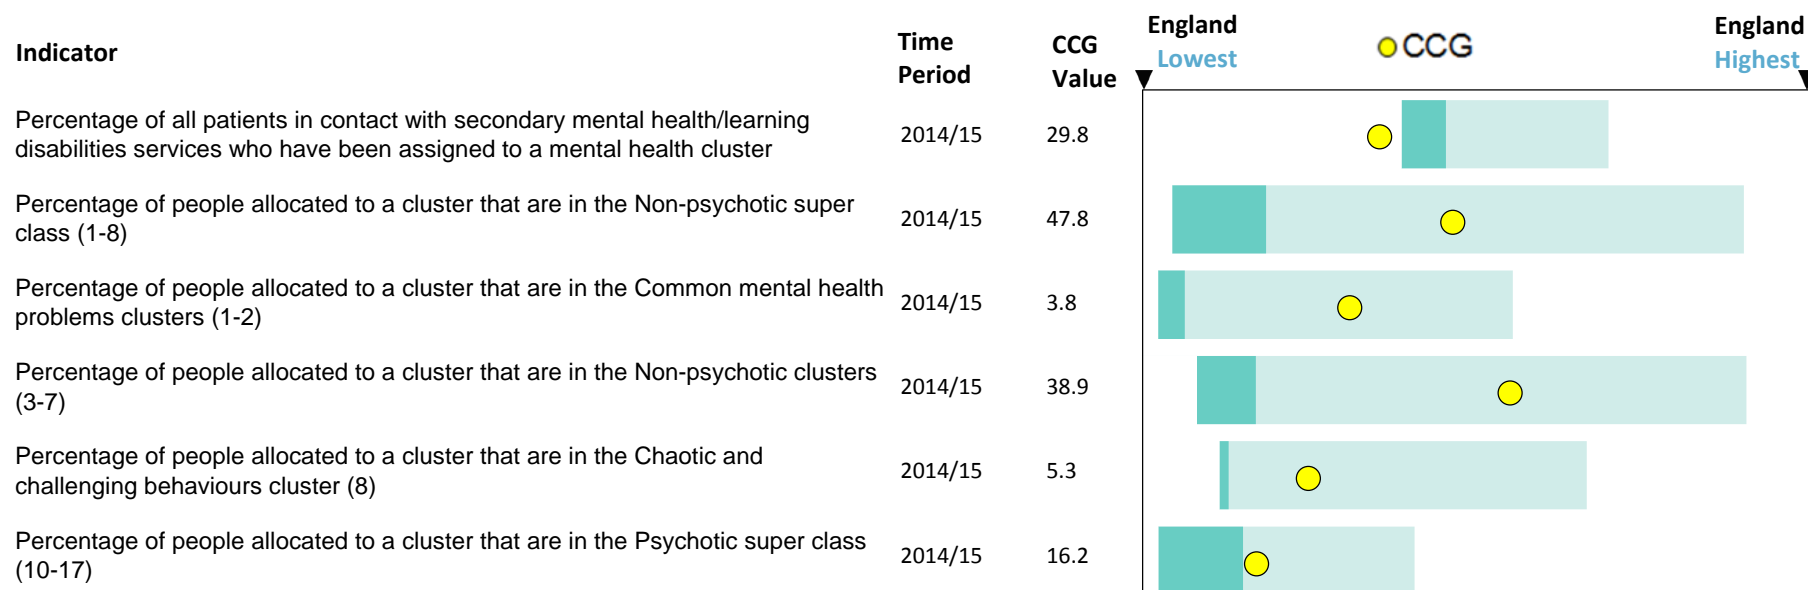 Indicator
Time
Period
CCG
Value
England
Lowest
CCG
England
Highest
Percentage of all patients in contact with secondary mental health/learning
disabilities services who have been assigned to a mental health cluster
2014/15
29.8
Percentage of people allocated to a cluster that are in the Non-psychotic super
class (1-8)
2014/15
47.8
Percentage of people allocated to a cluster that are in the Common mental health
problems clusters (1-2)
2014/15
3.8
Percentage of people allocated to a cluster that are in the Non-psychotic clusters
(3-7)
2014/15
38.9
Percentage of people allocated to a cluster that are in the Chaotic and
challenging behaviours cluster (8)
2014/15
5.3
Percentage of people allocated to a cluster that are in the Psychotic super class
(10-17)
2014/15
16.2